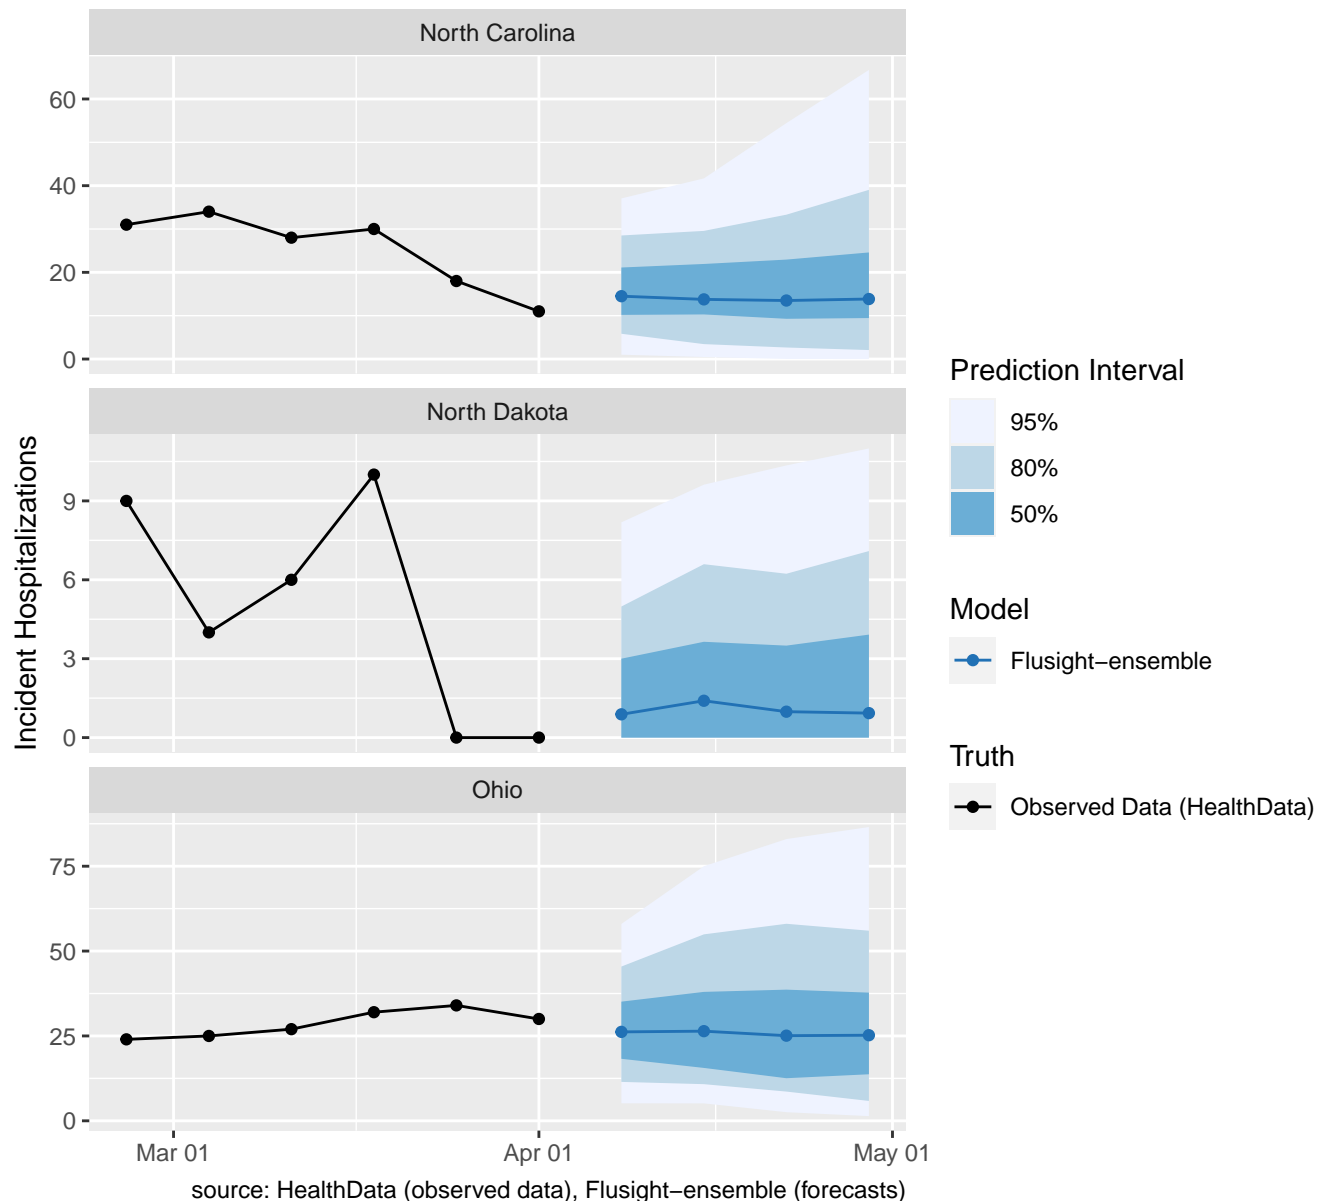 North Carolina
60
40
20
0
North Dakota
9
6
3
0
Ohio
75
50
25
0
Incident Hospitalizations
Mar 01
Apr 01
May 01
source: HealthData (observed data), Flusight−ensemble (forecasts)
Prediction Interval
95%
80%
50%
Model
Flusight−ensemble
Truth
Observed Data (HealthData)